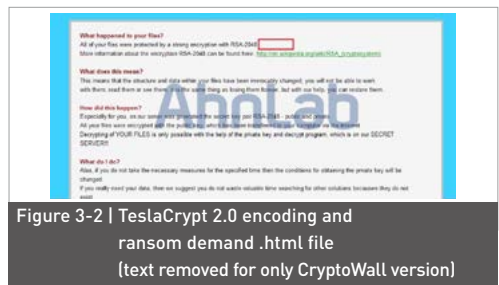 What happened to your files?
All of your files were protected by a strong encryption with RSA-2048
More information about the encryption RSA-2048 can be found here: http://en.wikipedia.org/wiki/RSA_(cryptosystem)
What does this mean?
This means that the structure and data within your files have been irrevocably changed, you will not be able to work
with them, read them or see them, it is the same thing as losing them forever, but with our help, you can restore them.
How did this happen?
Especially for you, on our server was generated the secret key pair RSA-2048 - public and private.
All your files were encrypted with the public key, which has been transferred to your computer via the Internet
Decrypting of YOUR FILES is only possible with the help of the private key and decrypt program, which is on our SECRET
SERVER!!!
AhnLab
What do I do?
Alas, if you do not take the necessary measures for the specified time then the conditions for obtaining the private key will be
changed
If you really need your data, then we suggest you do not waste valuable time searching for other solutions becausen they do not
exist
Figure 3-2 | TeslaCrypt 2.0 encoding and
ransom demand .html file
(text removed for only CryptoWall version)